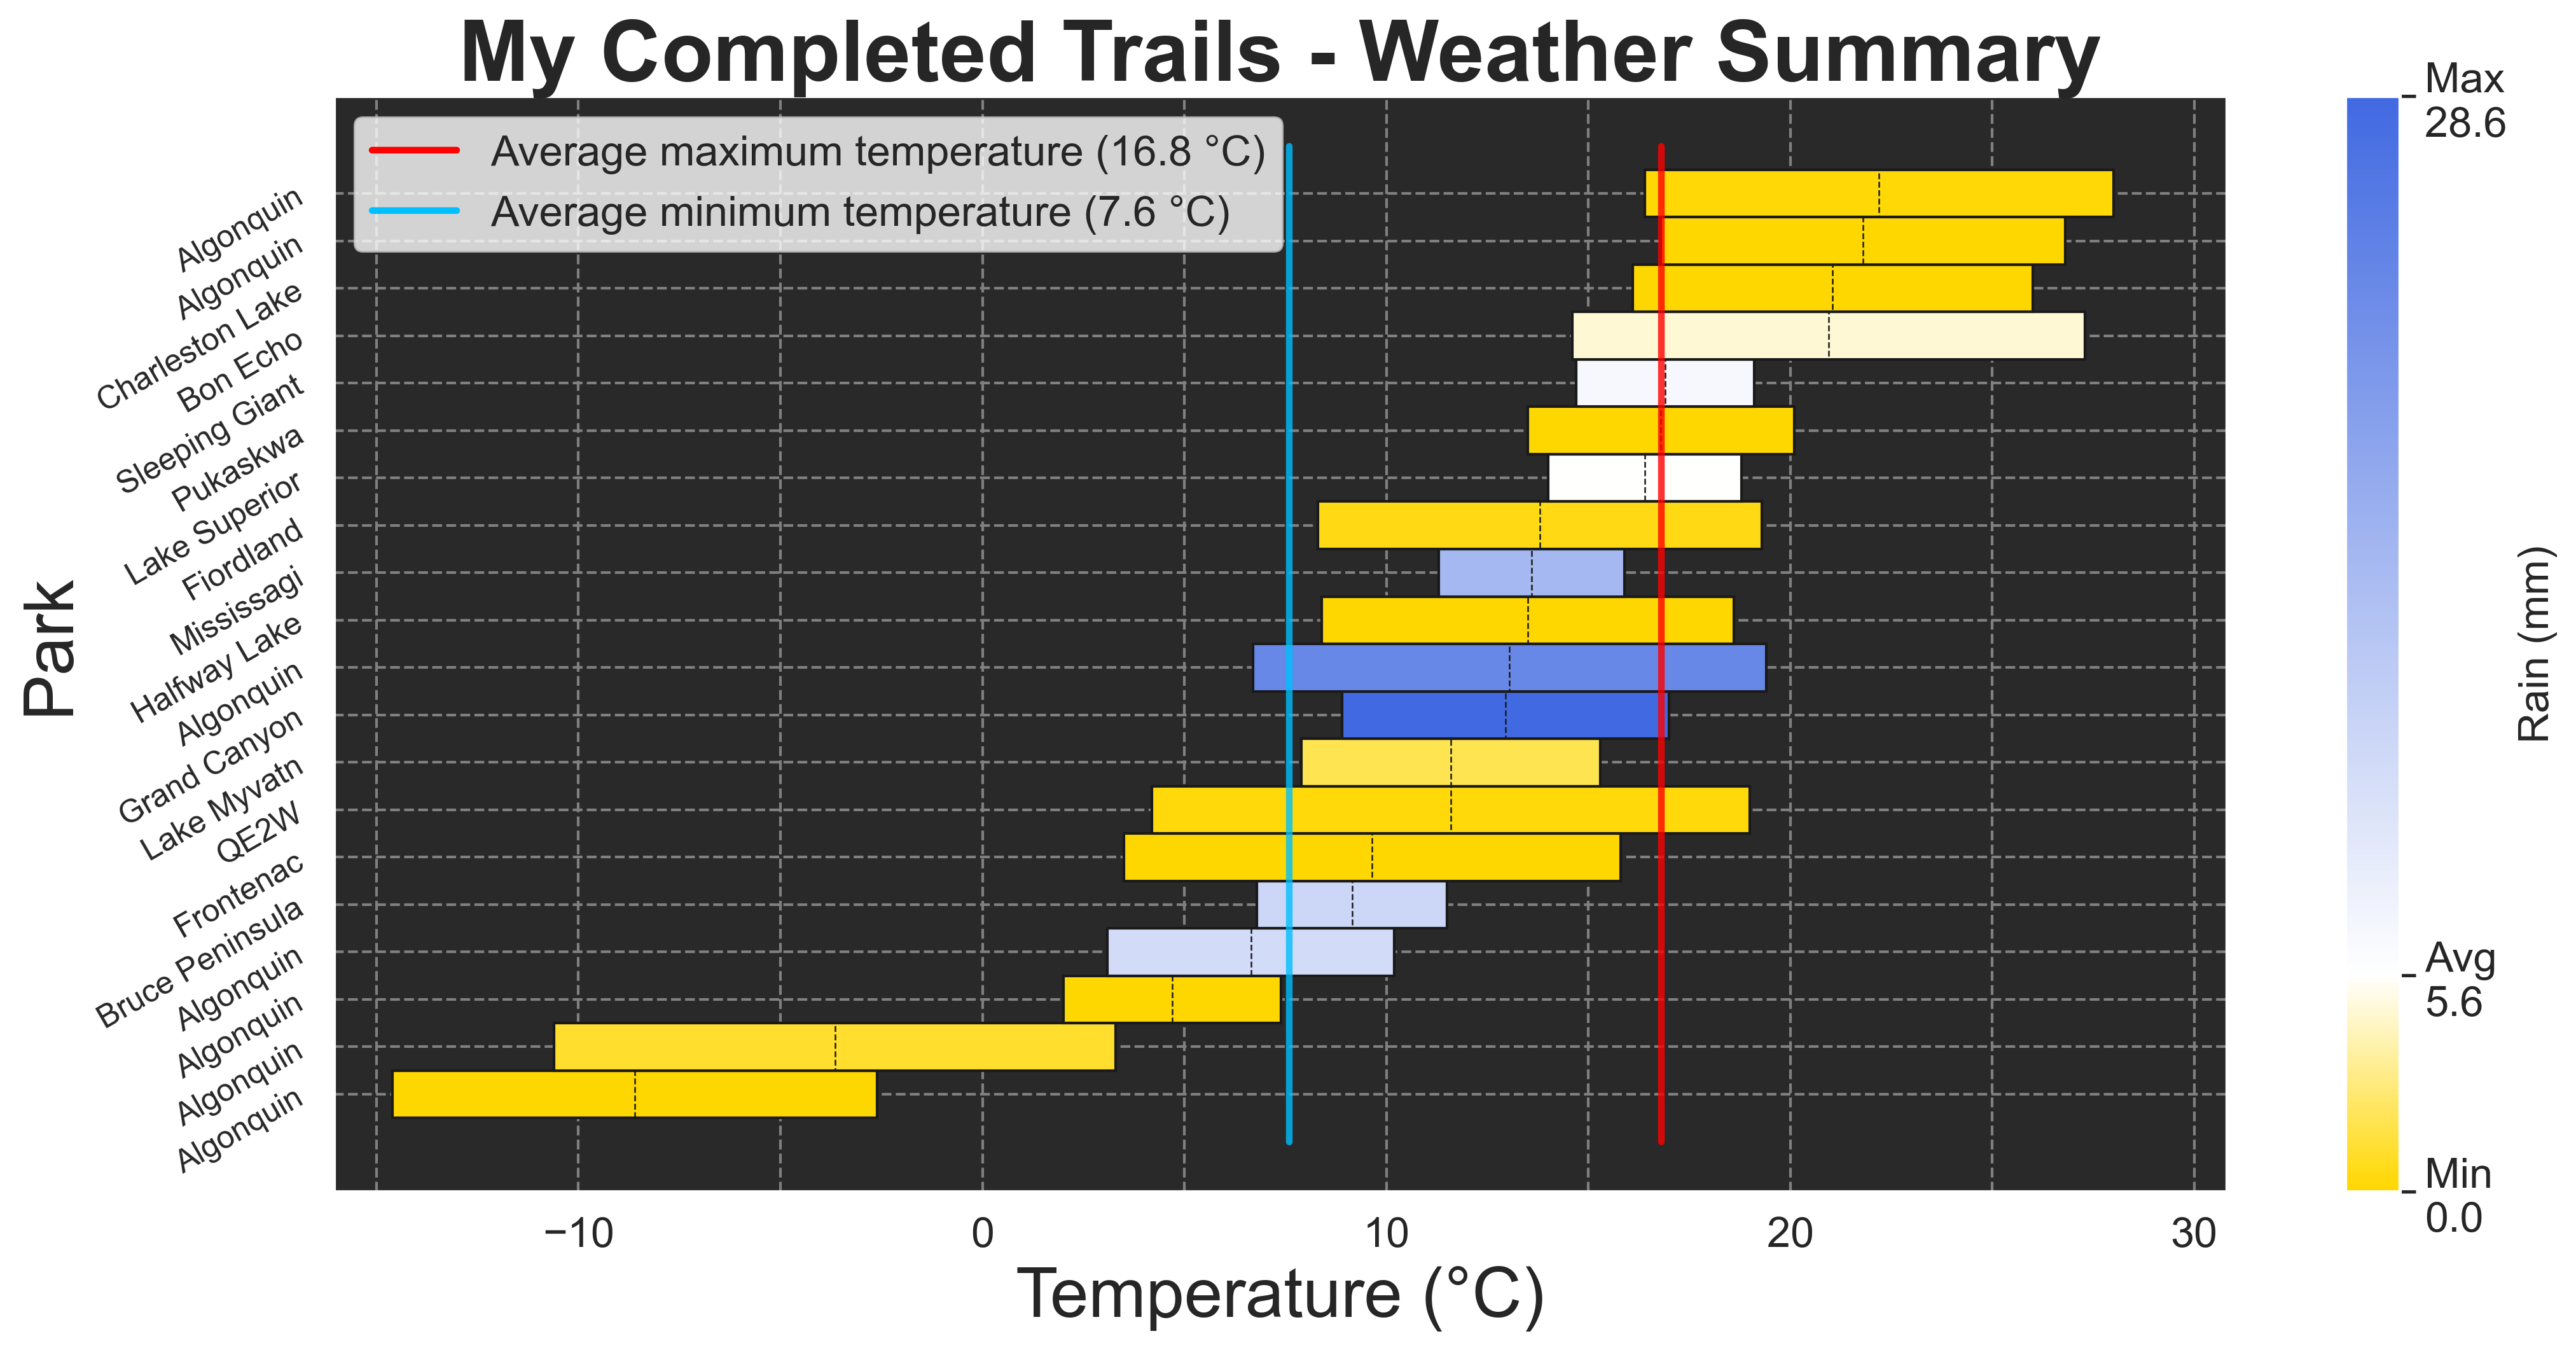 My Completed Trails - Weather Summary
Average maximum temperature (16.8 °C)
Average minimum temperature (7.6 °C)
Park
Algonquin
Algonquin
Charleston Lake
Bon Echo
Sleeping Giant
Pukaskwa
Lake Superior
Fiordland
Mississagi
Halfway Lake
Algonquin
Grand Canyon
Lake Myvatn
QE2W
Frontenac
Bruce Peninsula
Algonquin
Algonquin
Algonquin
Algonquin
−10 0 10 20 30
Temperature (°C)
Max
28.6
Avg
5.6
Min
0.0
Rain (mm)